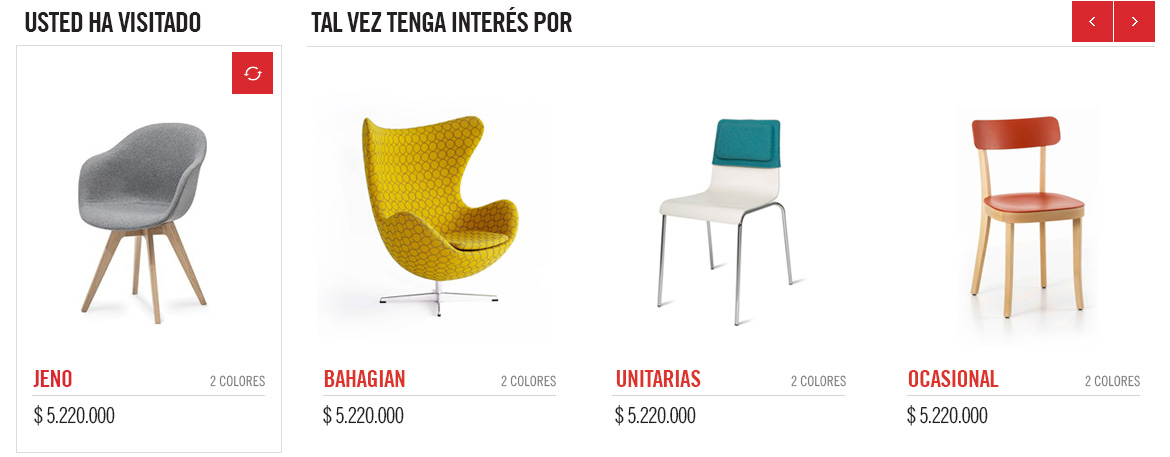 USTED HA VISITADO
TAL VEZ TENGA INTERÉS POR
JENO
2 COLORES
$ 5.220.000
BAHAGIAN
2 COLORES
$ 5.220.000
UNITARIAS
2 COLORES
$ 5.220.000
OCASIONAL
2 COLORES
$ 5.220.000